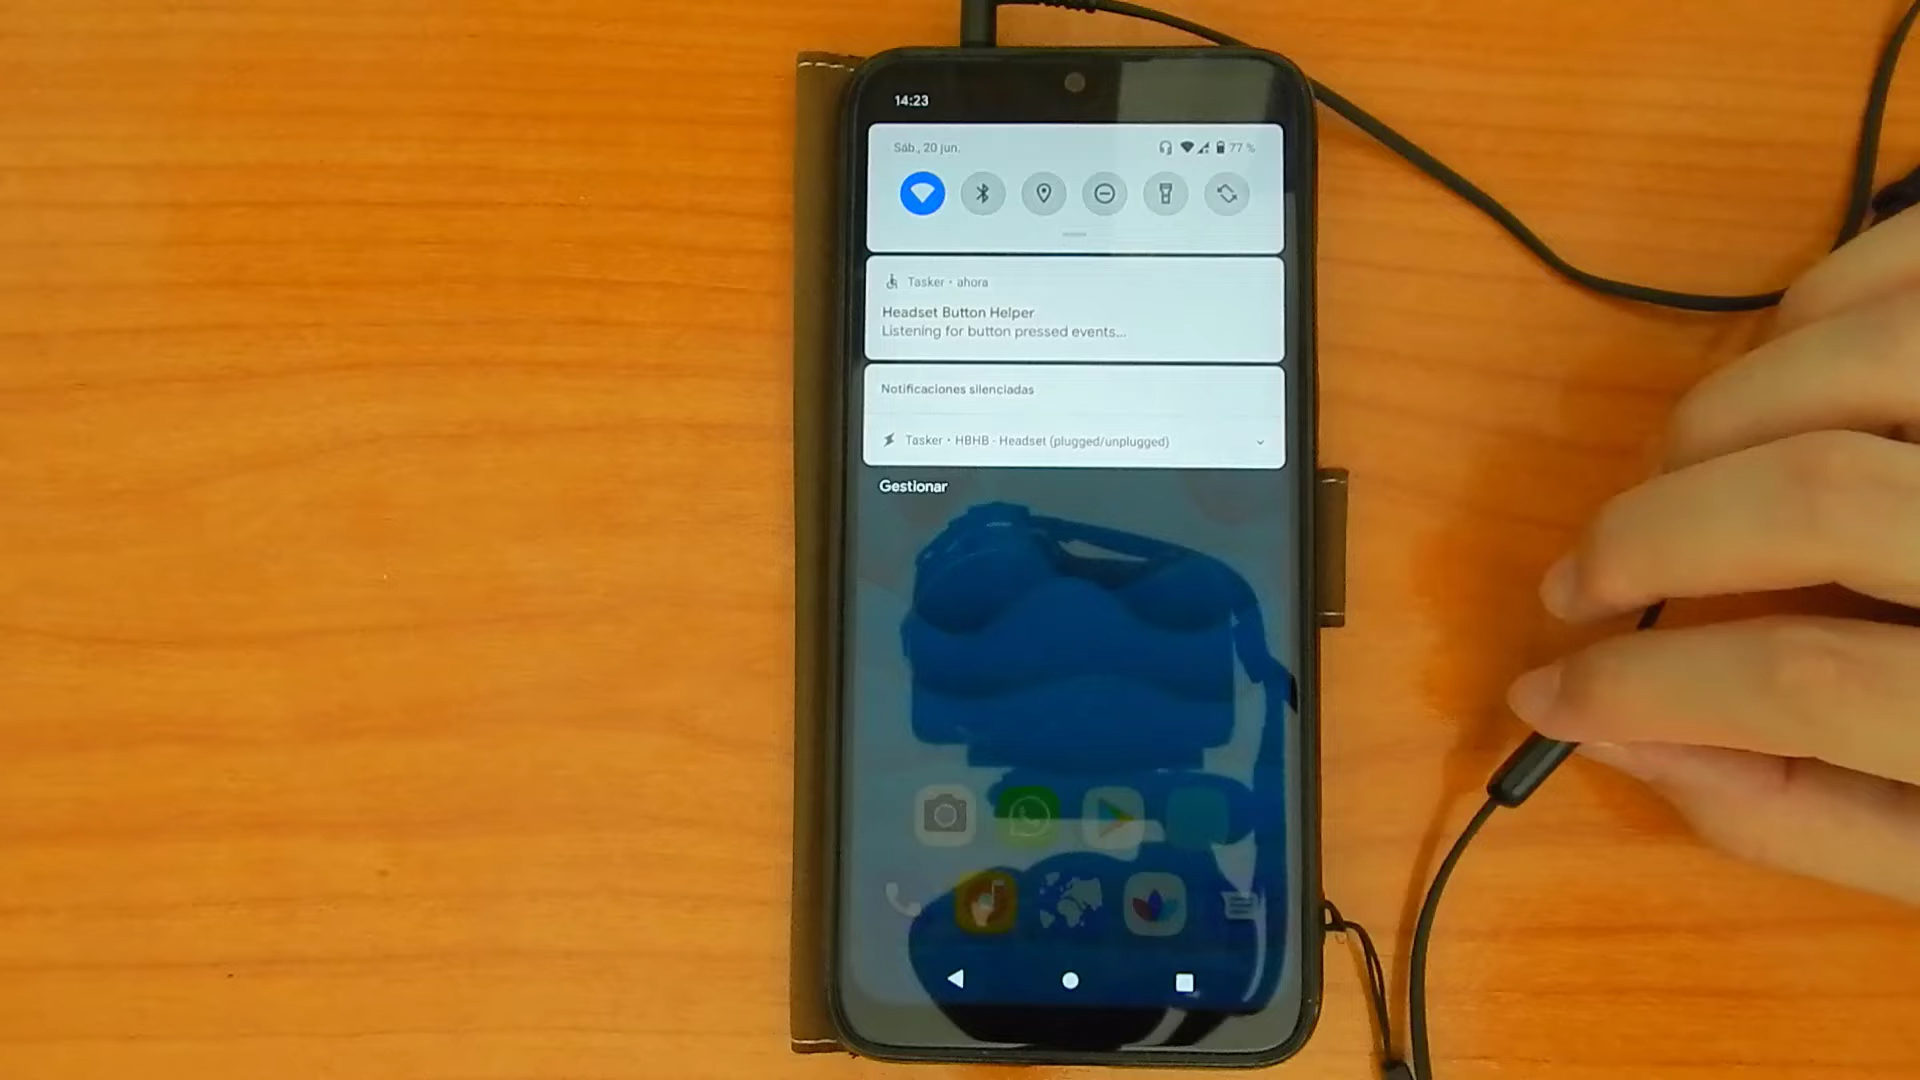 14:23
Sáb., 20 jun.
77 %
Tasker • ahora
Headset Button Helper
Listening for button pressed events...
Notificaciones silenciadas
Tasker • HBHB - Headset (plugged/unplugged)
Gestionar